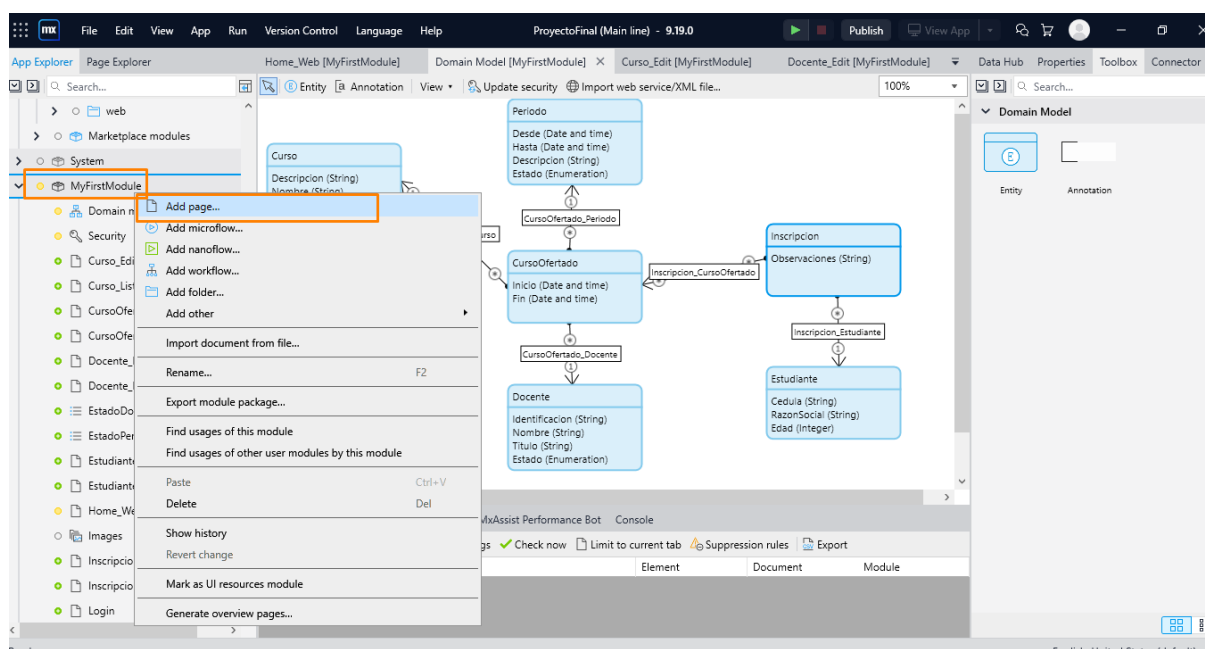 mx File Edit View App Run Version Control Language Help ProyectoFinal (Main line) - 9.19.0 Publish View App
App Explorer Page Explorer Home_Web [MyFirstModule] Domain Model [MyFirstModule] × Curso_Edit [MyFirstModule] Docente_Edit [MyFirstModule] Data Hub Properties Toolbox Connector
Search... E Entity a Annotation View Update security Import web service/XML file... 100% Search...
web
Marketplace modules
System
MyFirstModule
Domain m
Security
Curso_Edi
Curso_List
CursoOfe
CursoOfe
Docente_
Docente_
EstadoDo
EstadoPer
Estudiante
Estudiante
Home_We
Images
Inscripcio
Inscripcio
Login
Add page...
Add microflow...
Add nanoflow...
Add workflow...
Add folder...
Add other
Import document from file...
Rename... F2
Export module package...
Find usages of this module
Find usages of other user modules by this module
Paste Ctrl+V
Delete Del
Show history
Revert change
Mark as UI resources module
Generate overview pages...
Periodo
Desde (Date and time)
Hasta (Date and time)
Descripcion (String)
Estado (Enumeration)
Curso
Descripcion (String)
Nombre (String)
1
CursoOfertado_Periodo
urso
CursoOfertado
Inicio (Date and time)
Fin (Date and time)
Inscripcion_CursoOfertado
Inscripcion
Observaciones (String)
Inscripcion_Estudiante
1
CursoOfertado_Docente
1
Docente
Identificacion (String)
Nombre (String)
Titulo (String)
Estado (Enumeration)
Estudiante
Cedula (String)
RazonSocial (String)
Edad (Integer)
MxAssist Performance Bot Console
gs Check now Limit to current tab Suppression rules Export
Element Document Module
Domain Model
E
Entity Annotation